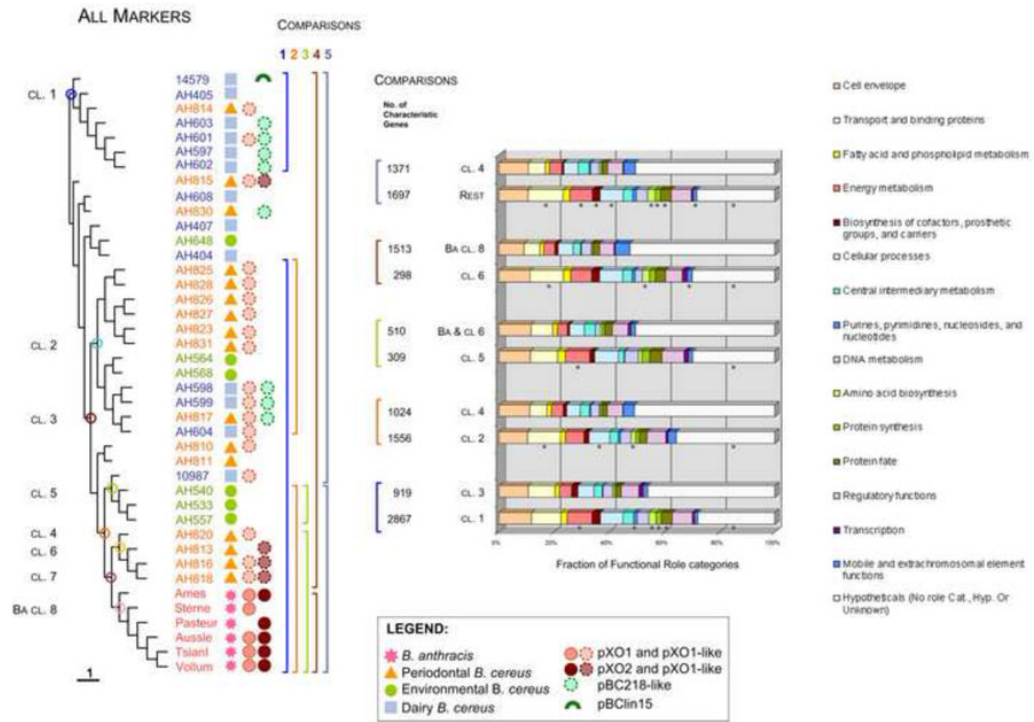 ALL MARKERS
COMPARISONS
1 2 3 4 5
CL. 1
CL. 2
CL. 3
CL. 5
CL. 4
CL. 6
CL. 7
BA CL. 8
1
14579
AH405
AH814
AH603
AH601
AH597
AH602
AH815
AH608
AH830
AH407
AH648
AH404
AH825
AH828
AH826
AH827
AH823
AH831
AH564
AH568
AH598
AH599
AH817
AH604
AH810
AH811
10987
AH540
AH533
AH557
AH820
AH813
AH816
AH818
Ames
Sterne
Pasteur
Aussie
TsianI
Vollum
COMPARISONS
No. of
Characteristic
Genes
1371 CL. 4
1697 REST
1513 BA CL. 8
298 CL. 6
510 BA & CL 6
309 CL. 5
1024 CL. 4
1556 CL. 2
919 CL. 3
2867 CL. 1
0% 20% 40% 60% 80% 100%
Fraction of Functional Role categories
Cell envelope
Transport and binding proteins
Fatty acid and phospholipid metabolism
Energy metabolism
Biosynthesis of cofactors, prosthetic
groups, and carriers
Cellular processes
Central intermediary metabolism
Purines, pyrimidines, nucleosides, and
nucleotides
DNA metabolism
Amino acid biosynthesis
Protein synthesis
Protein fate
Regulatory functions
Transcription
Mobile and extrachromosomal element
functions
Hypotheticals (No role Cat., Hyp. Or
Unknown)
LEGEND:
B. anthracis
Periodontal B. cereus
Environmental B. cereus
Dairy B. cereus
pXO1 and pXO1-like
pXO2 and pXO1-like
pBC218-like
pBClin15